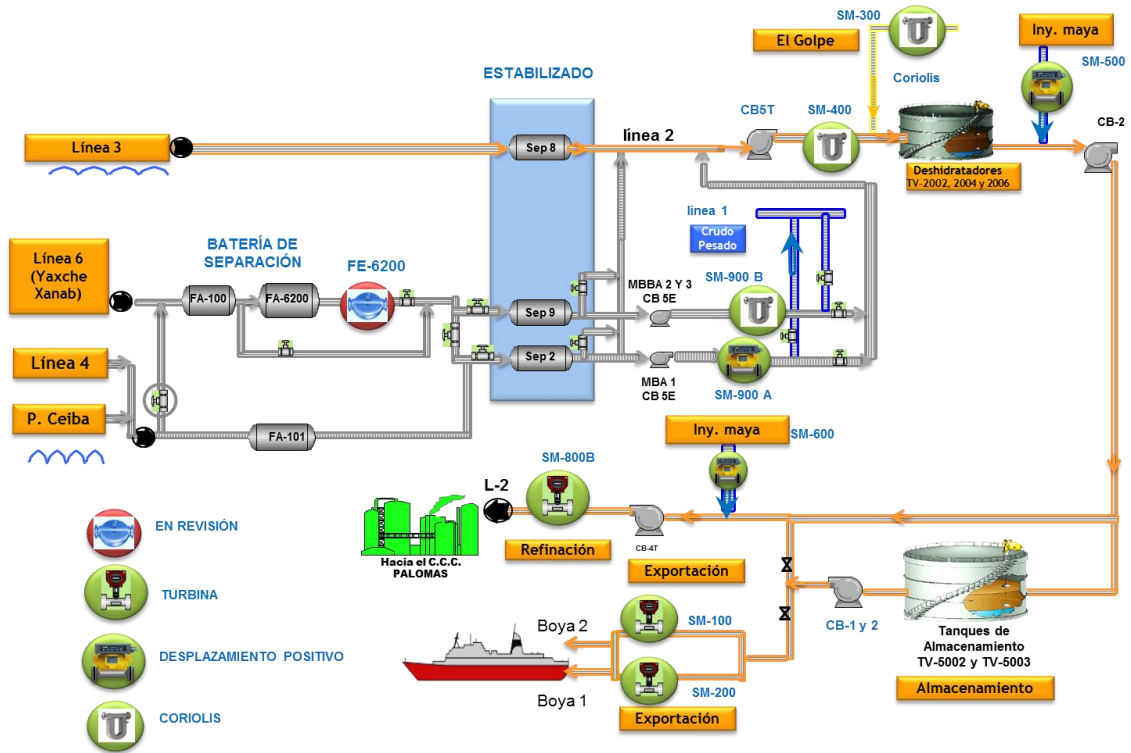 SM-300
El Golpe
Coriolis
Iny. maya
SM-500
ESTABILIZADO
CB5T
SM-400
CB-2
Línea 3
Sep 8
línea 2
Deshidratadores
TV-2002, 2004 y 2006
línea 1
Crudo
Pesado
Línea 6
(Yaxche
Xanab)
BATERÍA DE
SEPARACIÓN
FE-6200
FA-100
FA-6200
SM-900 B
MBBA 2 Y 3
CB 5E
Sep 9
Línea 4
Sep 2
MBA 1
CB 5E
SM-900 A
P. Ceiba
FA-101
Iny. maya
SM-600
SM-800B
L-2
Hacia el C.C.C.
PALOMAS
Refinación
CB-4T
Exportación
EN REVISIÓN
TURBINA
DESPLAZAMIENTO POSITIVO
CORIOLIS
Boya 2
SM-100
Boya 1
SM-200
Exportación
CB-1 y 2
Tanques de
Almacenamiento
TV-5002 y TV-5003
Almacenamiento